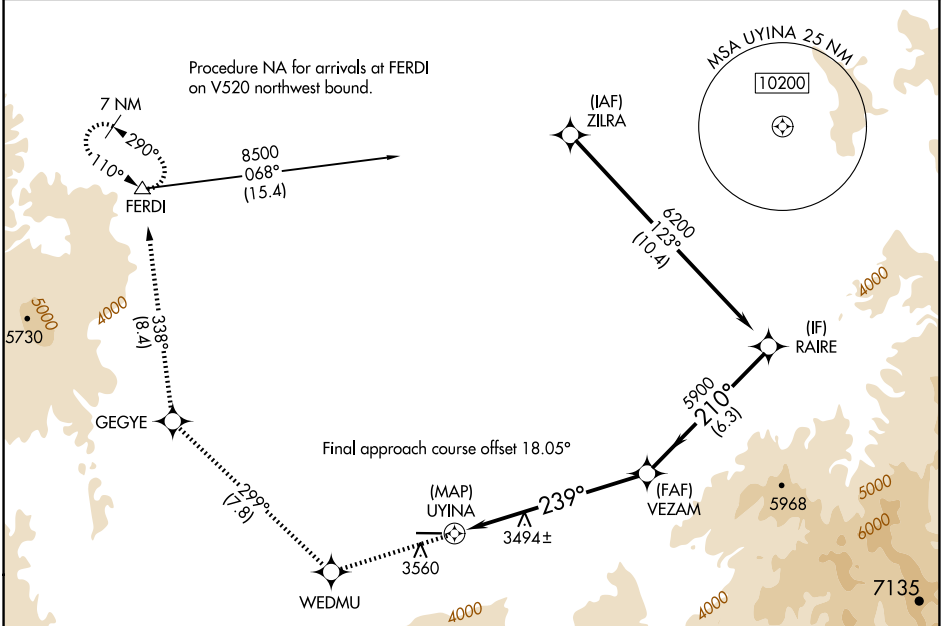 MSA UYINA 25 NM
10200
Procedure NA for arrivals at FERDI
on V520 northwest bound.
7 NM
290°
110°
FERDI
8500
068°
(15.4)
(IAF)
ZILRA
6200
123°
(10.4)
4000
5000
4000
5730
338°
(8.4)
(IF)
RAIRE
5900
210°
(6.3)
GEGYE
Final approach course offset 18.05°
299°
(7.8)
(MAP)
UYINA
239°
(FAF)
VEZAM
5968
5000
6000
3494±
3560
WEDMU
4000
4000
7135